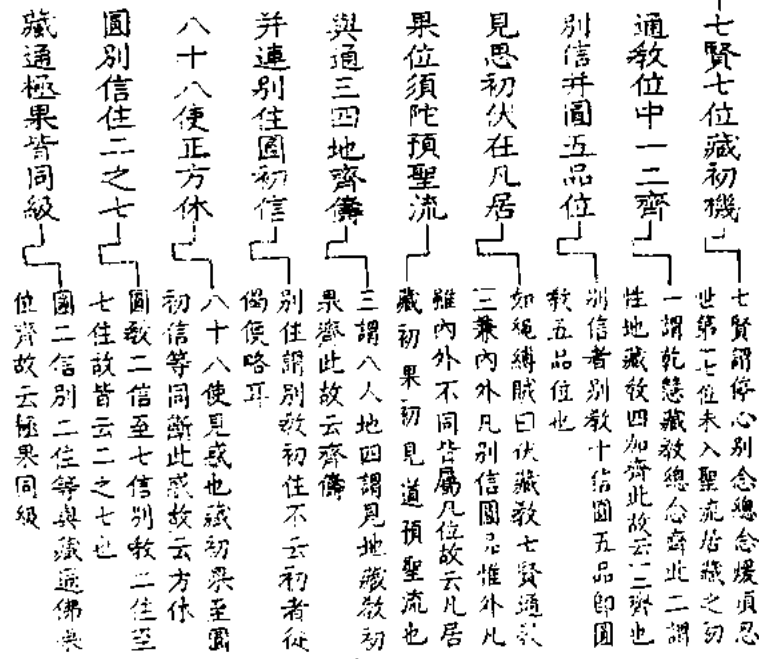 七賢七位藏初機
七賢謂停心別念總念煖頂忍
世第一七位未入聖流居藏之初
通教位中一二齊
一謂乾慧藏教總念齊此二謂
性地藏教四加齊此故云一二齊也
別信并圓五品位
別信者別教十信圓五品即圓
教五品位也
見思初伏在凡居
如繩縛賊曰伏藏教七賢通教
三兼內外凡別信圓品惟外凡
雖內外不同皆屬凡位故云凡居
果位須陀預聖流
藏初果初見道預聖流也
與通三四地齊儔
三謂八人地四謂見地藏教初
果齊此故云齊儔
并連別住圓初信
別住謂別教初住不云初者從
偈便略耳
八十八使正方休
八十八使見惑也藏初果至圓
初信等同斷此惑故云方休
圓別信住二之七
圓教二信至七信別教二住至
七住故皆云二之七也
藏通極果皆同級
圓二信別二住等與藏通佛果
位齊故云極果同級